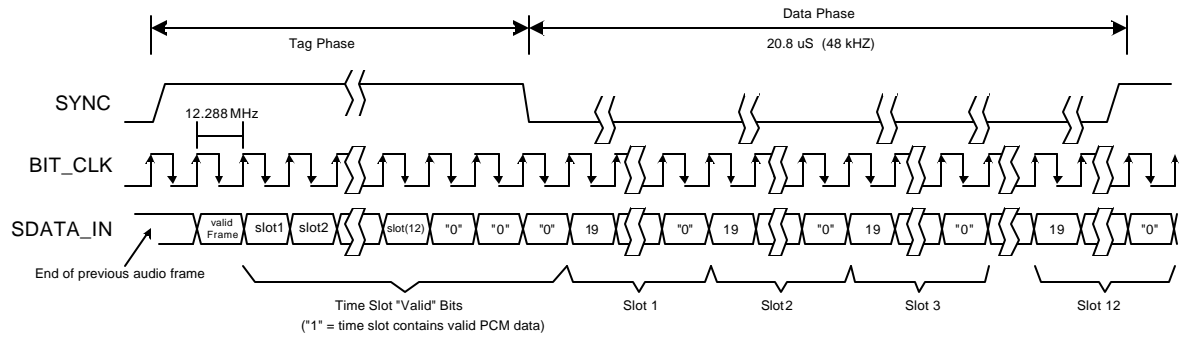 Data Phase
Tag Phase
20.8 uS (48 kHZ)
SYNC
12.288 MHz
BIT_CLK
SDATA_IN
valid
Frame
slot1
slot2
slot(12)
"0"
"0"
"0"
19
"0"
19
"0"
19
"0"
19
"0"
End of previous audio frame
Time Slot "Valid" Bits
("1" = time slot contains valid PCM data)
Slot 1
Slot2
Slot 3
Slot 12